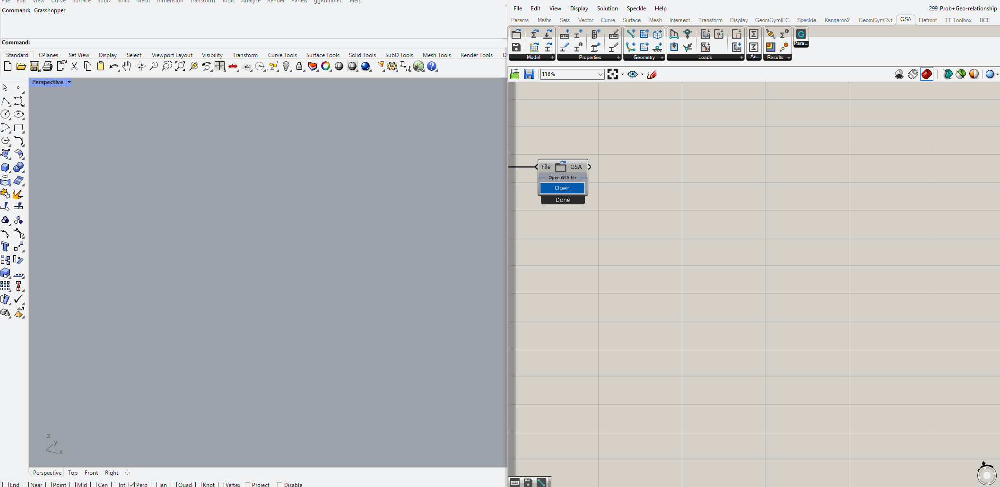 File Edit View Curve Surface SubD Solid Mesh Dimension Transform Tools Analyze Render Panels ggRhinoIFC Help
Command: _Grasshopper
Command:
Standard CPlanes Set View Display Select Viewport Layout Visibility Transform Curve Tools Surface Tools Solid Tools SubD Tools Mesh Tools Render Tools
Perspective
z
y
x
Perspective Top Front Right
End Near Point Mid Cen Int Perp Tan Quad Knot Vertex Project Disable
File Edit View Display Solution Speckle Help
299_Prob+Geo-relationship
Params Maths Sets Vector Curve Surface Mesh Intersect Transform Display GeomGymIFC Speckle Kangaroo2 GeomGymRvt GSA Elefront TT Toolbox BCF
G
Model Properties Geometry Loads An... Results Para...
118%
File GSA
Open GSA file
Open
Done